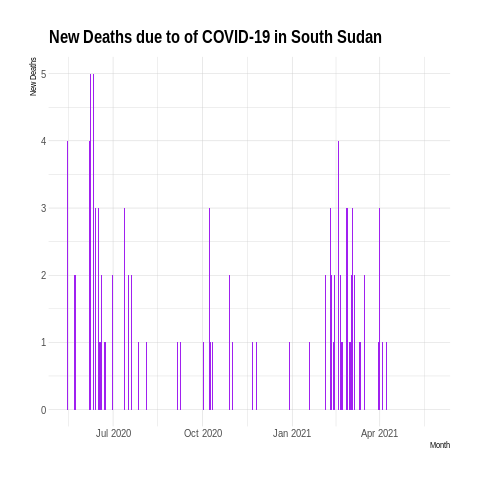 New Deaths due to of COVID-19 in South Sudan
New Deaths
5
4
3
2
1
0
Jul 2020 Oct 2020 Jan 2021 Apr 2021
Month